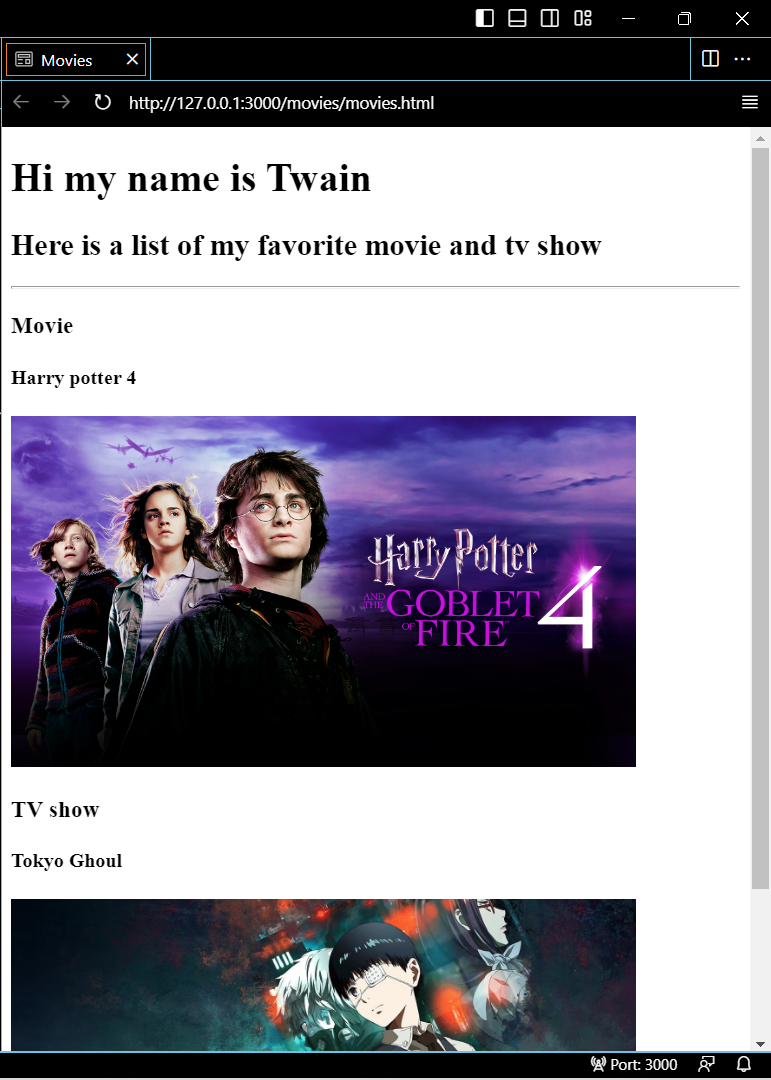 Movies
http://127.0.0.1:3000/movies/movies.html
Hi my name is Twain
Here is a list of my favorite movie and tv show
Movie
Harry potter 4
Harry Potter
AND THE GOBLET OF FIRE 4
TV show
Tokyo Ghoul
Port: 3000